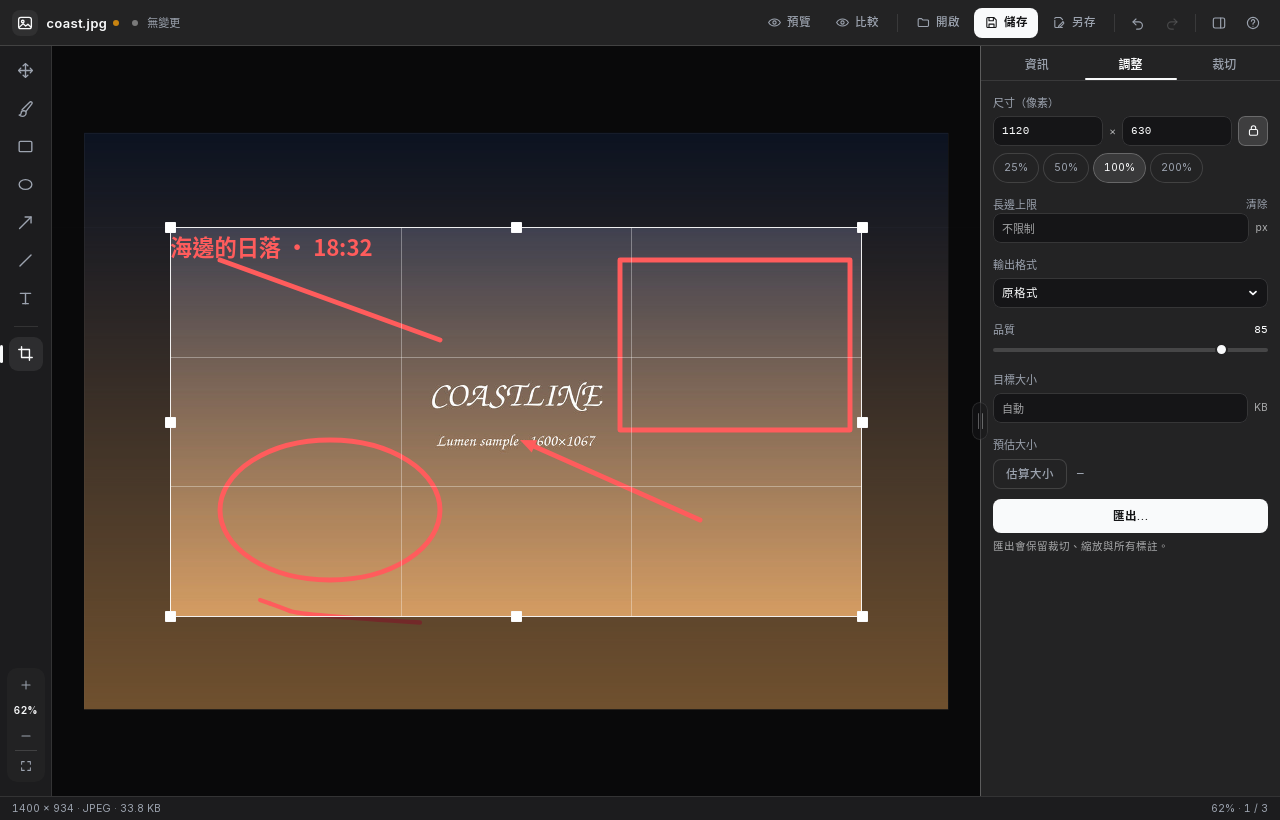 coast.jpg
無變更
預覽
比較
開啟
儲存
另存
資訊
調整
裁切
尺寸（像素）
1120 × 630
25% 50% 100% 200%
長邊上限
清除
不限制 px
輸出格式
原格式
品質 85
目標大小
自動 KB
預估大小
估算大小 –
匯出…
匯出會保留裁切、縮放與所有標註。
海邊的日落 · 18:32
COASTLINE
Lumen sample 1600×1067
62%
1400 × 934 · JPEG · 33.8 KB
62% · 1 / 3